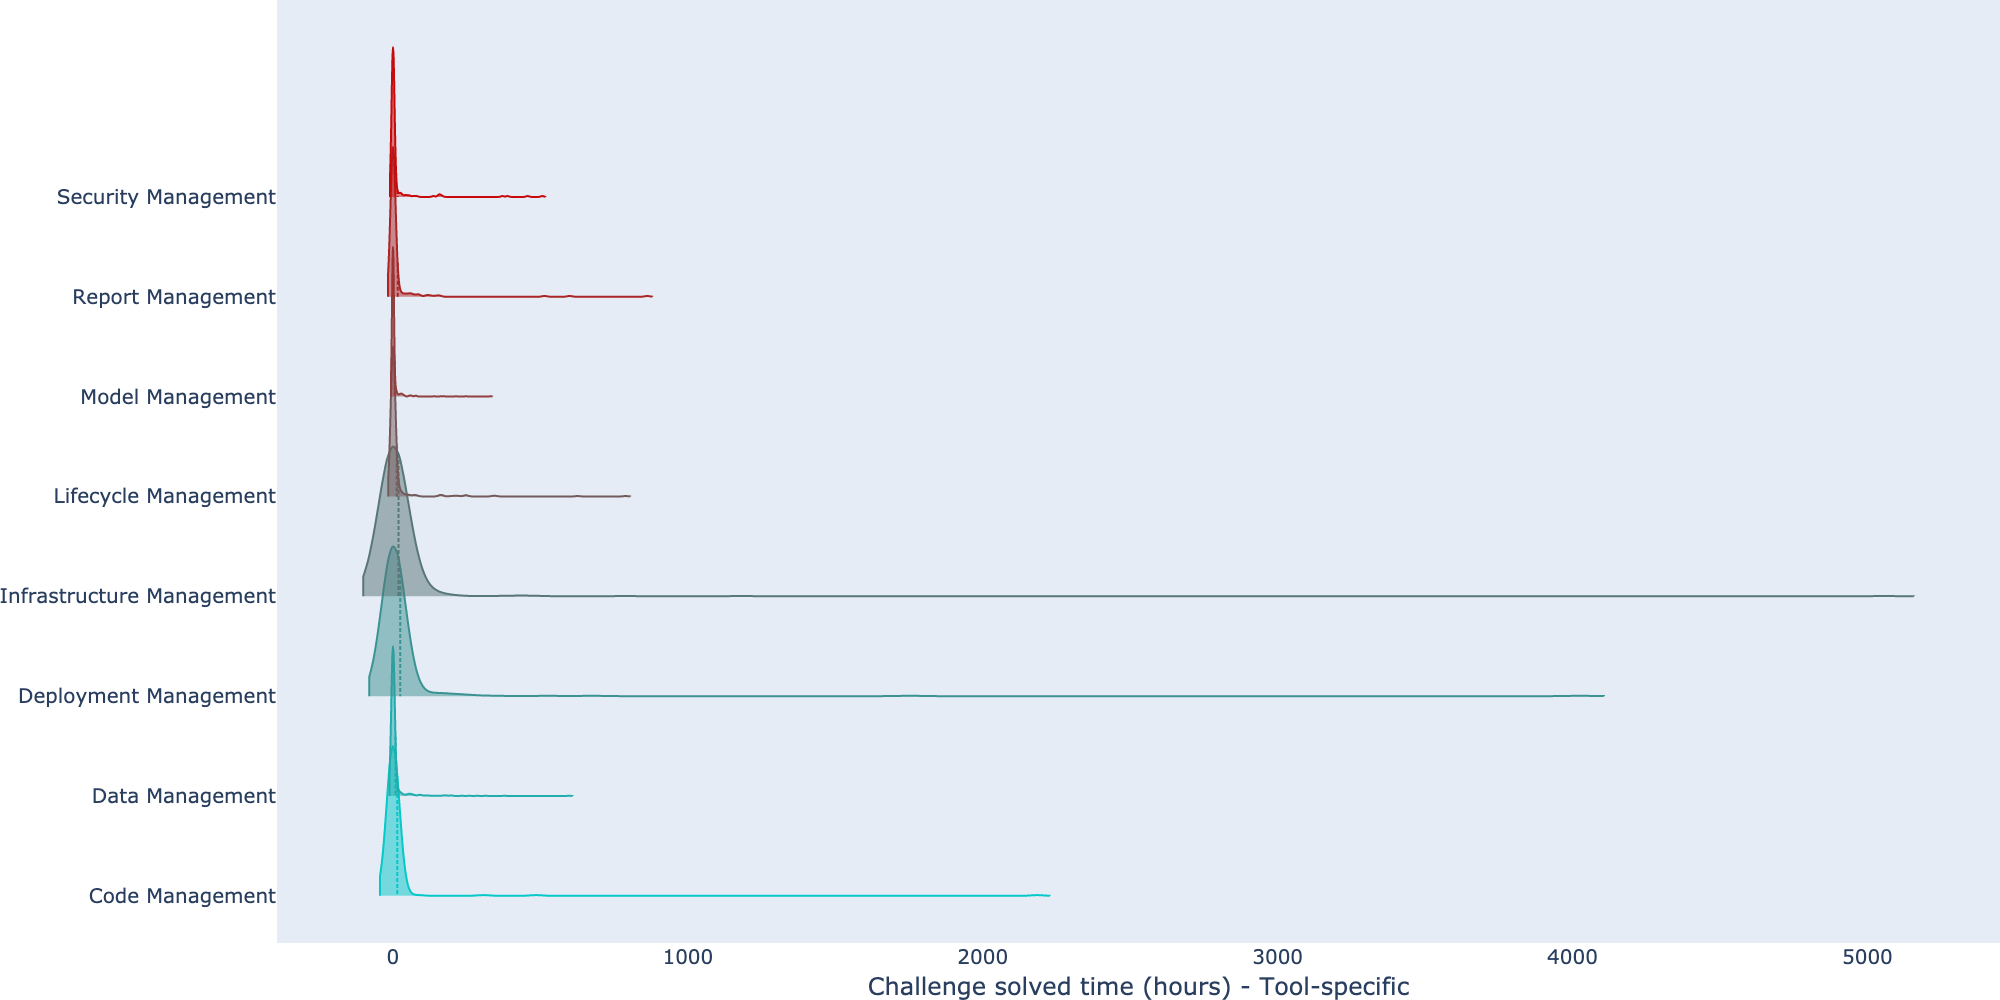 Security Management
Report Management
Model Management
Lifecycle Management
Infrastructure Management
Deployment Management
Data Management
Code Management
0 1000 2000 3000 4000 5000
Challenge solved time (hours) - Tool-specific